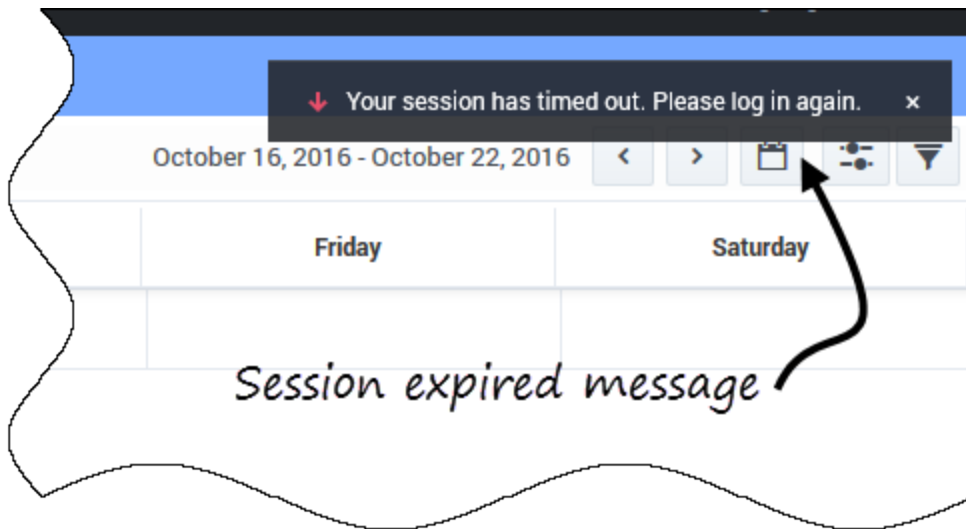 Your session has timed out. Please log in again. ×
October 16, 2016 - October 22, 2016 < >
Friday Saturday
Session expired message